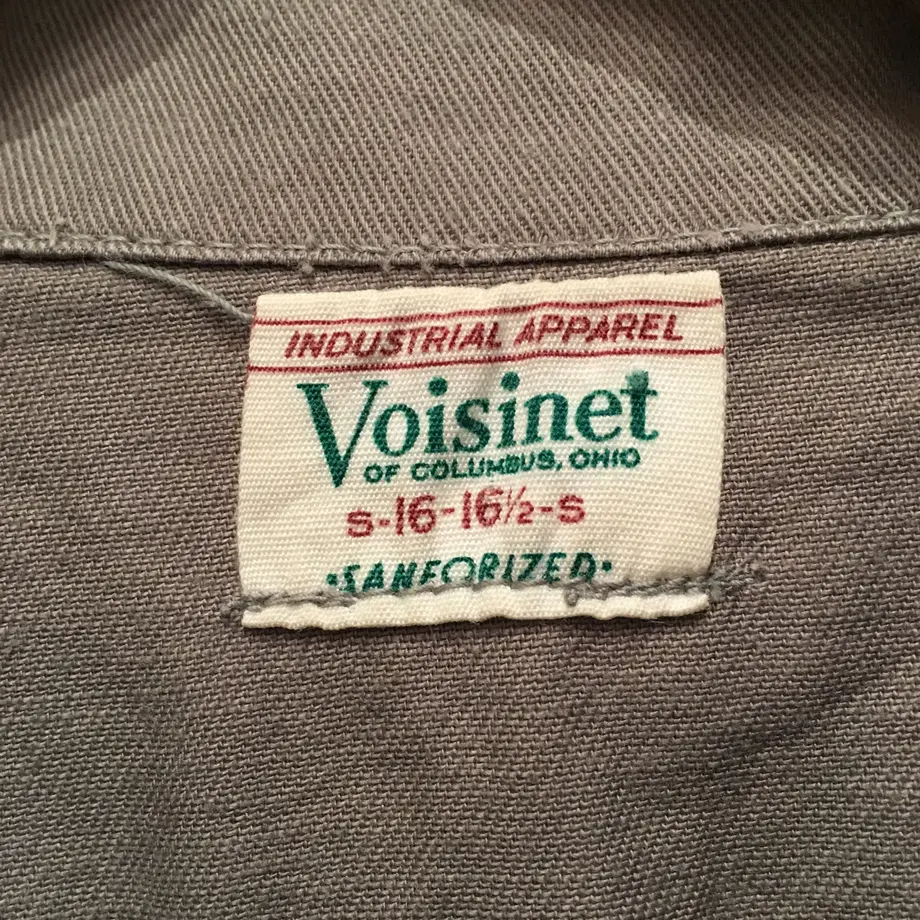 INDUSTRIAL APPAREL
Voisinet
OF COLUMBUS, OHIO
S-16-16½-S
•SANFORIZED•